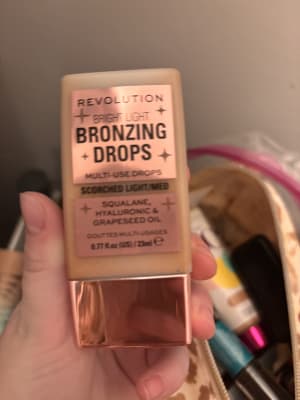 REVOLUTION
BRIGHT LIGHT
BRONZING
DROPS
MULTI-USE DROPS
SCORCHED LIGHT/MED
SQUALANE,
HYALURONIC &
GRAPESEED OIL
GOUTTES MULTI-USAGES
0.77 fl.oz (US) / 23ml e